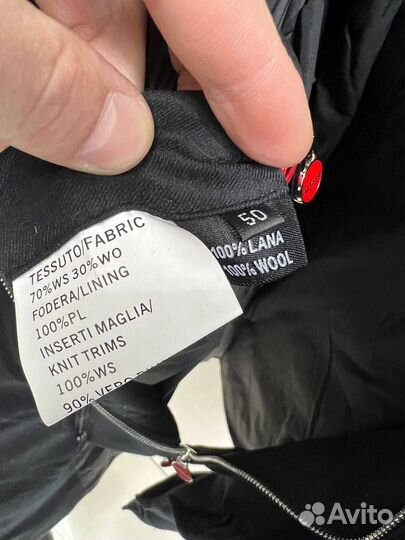 TESSUTO/FABRIC
70%WS 30%WO
FODERA/LINING
100%PL
INSERTI MAGLIA/
KNIT TRIMS
100%WS
90%
50
100% LANA
100% WOOL
Avito